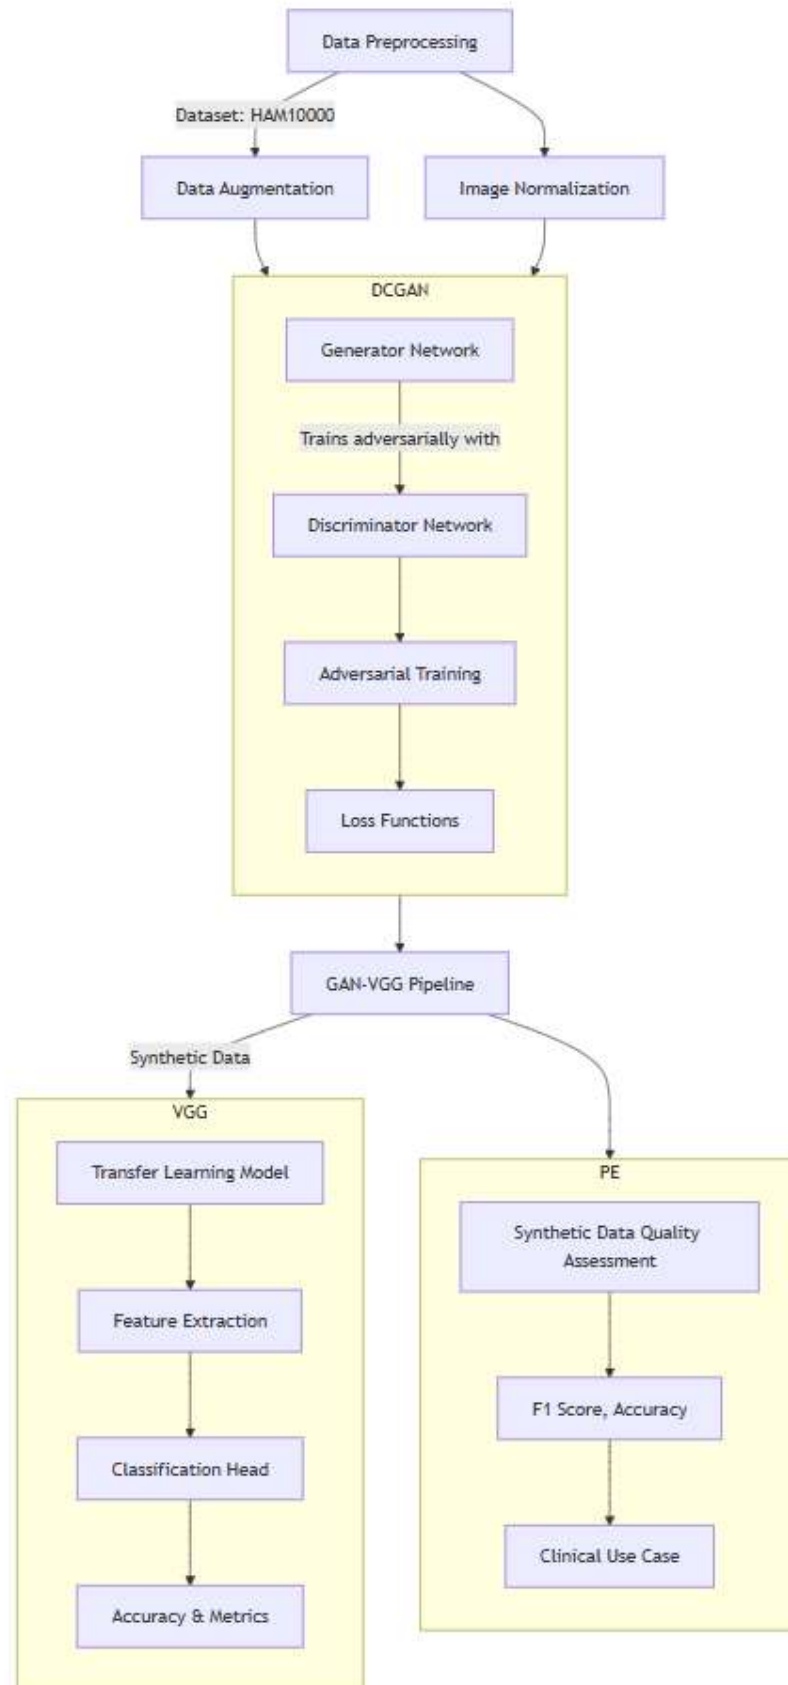 Data Preprocessing
Dataset: HAM10000
Data Augmentation
Image Normalization
DCGAN
Generator Network
Trains adversarially with
Discriminator Network
Adversarial Training
Loss Functions
GAN-VGG Pipeline
Synthetic Data
VGG
Transfer Learning Model
Feature Extraction
Classification Head
Accuracy & Metrics
PE
Synthetic Data Quality
Assessment
F1 Score, Accuracy
Clinical Use Case